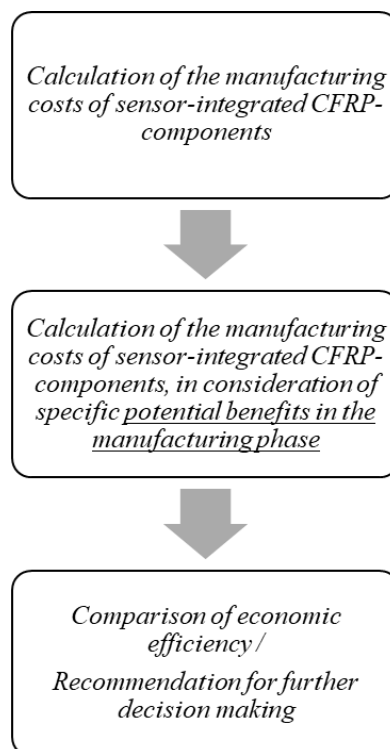 Calculation of the manufacturing
costs of sensor-integrated CFRP-
components
Calculation of the manufacturing
costs of sensor-integrated CFRP-
components, in consideration of
specific potential benefits in the
manufacturing phase
Comparison of economic
efficiency /
Recommendation for further
decision making